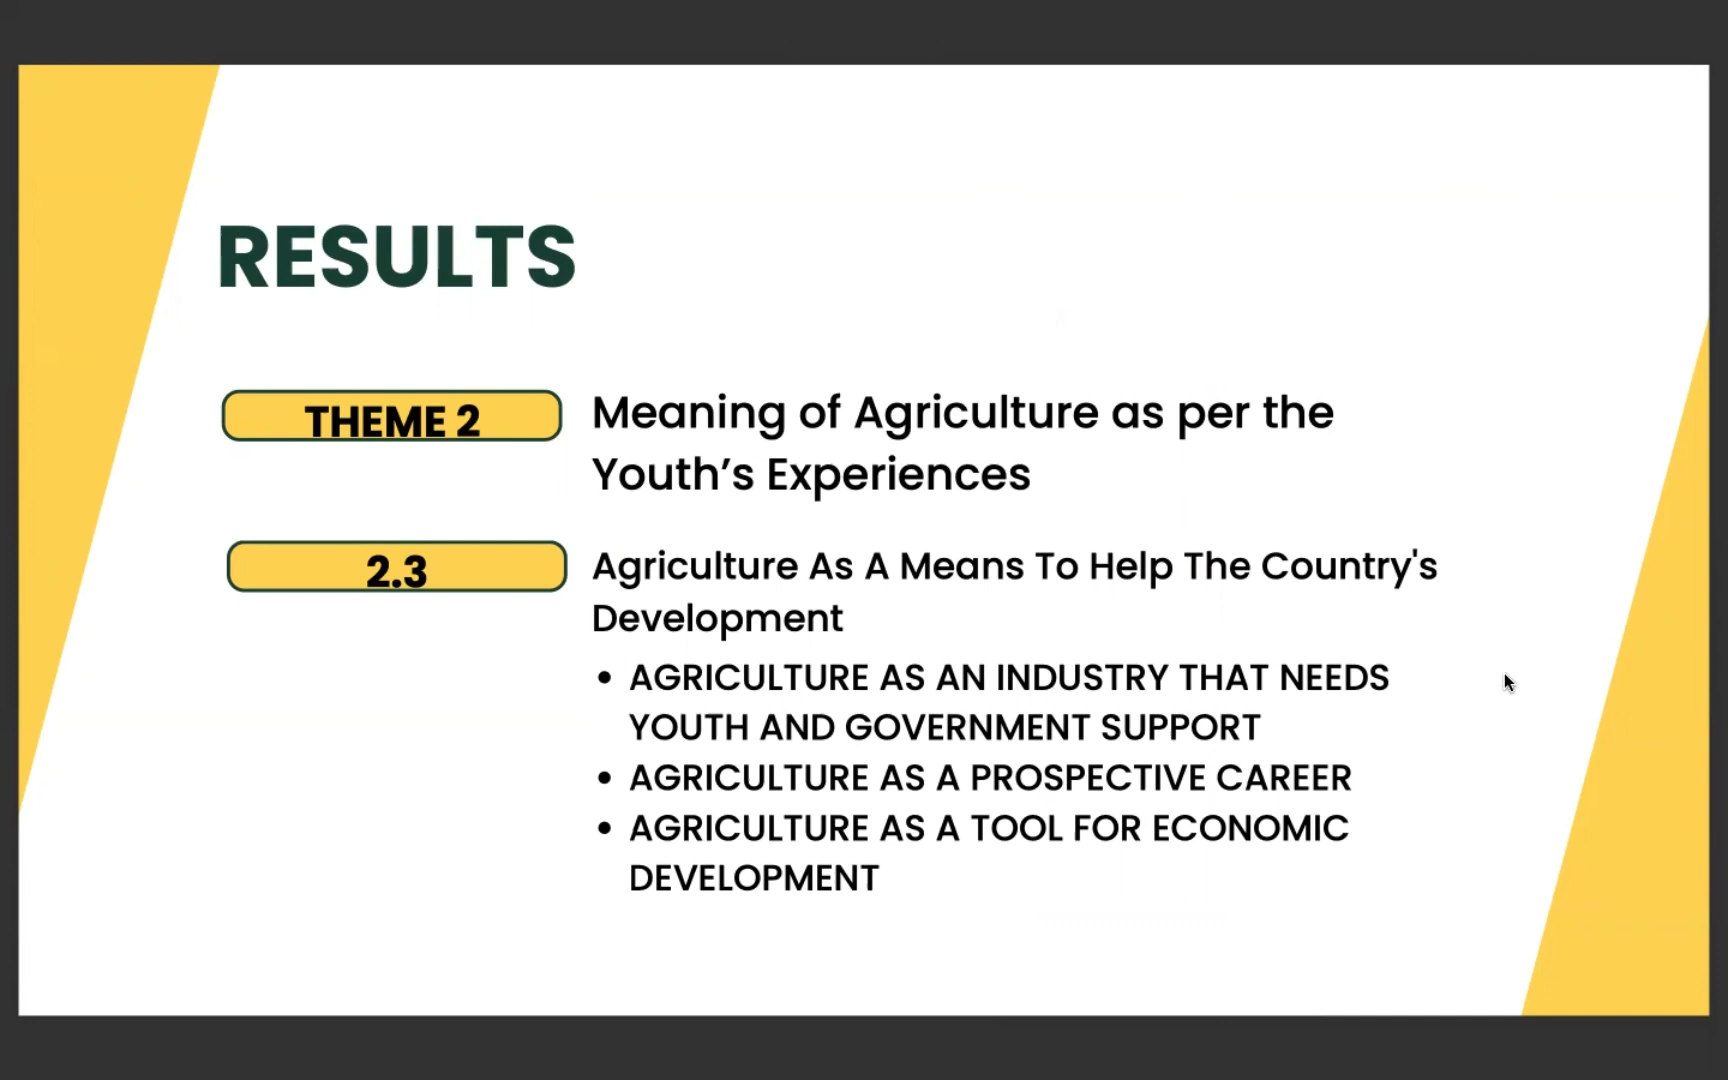 RESULTS
THEME 2
Meaning of Agriculture as per the
Youth’s Experiences
2.3
Agriculture As A Means To Help The Country's
Development
• AGRICULTURE AS AN INDUSTRY THAT NEEDS
YOUTH AND GOVERNMENT SUPPORT
• AGRICULTURE AS A PROSPECTIVE CAREER
• AGRICULTURE AS A TOOL FOR ECONOMIC
DEVELOPMENT